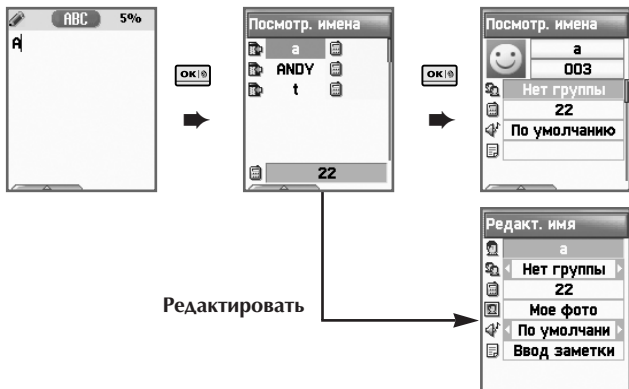 ABC 5%
A
OK
Посмотр. имена
a
ANDY
t
22
OK
Посмотр. имена
a
003
Нет группы
22
По умолчанию
Редактировать
Редакт. имя
a
Нет группы
22
Мое фото
По умолчани
Ввод заметки